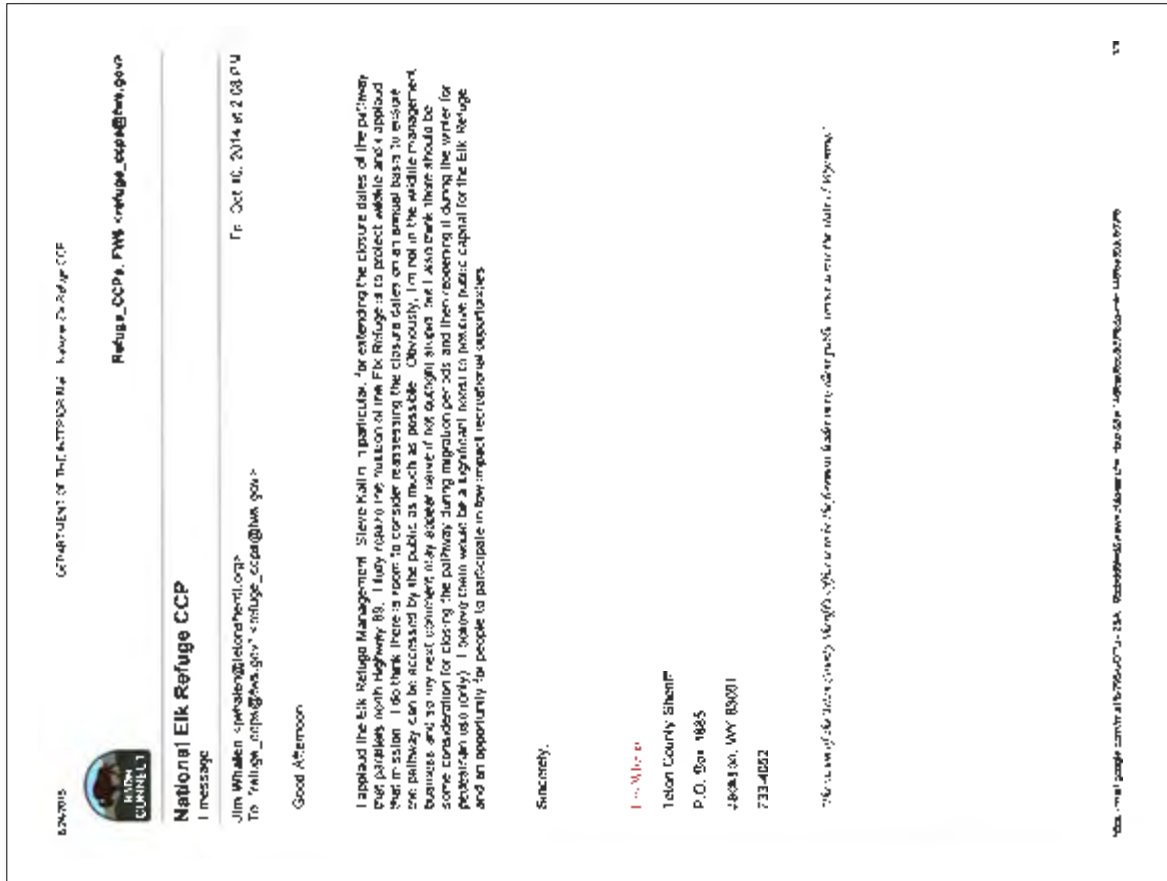 DEPARTMENT OF THE INTERIOR Mail - National Elk Refuge CCP
CONNECT
Refuge_CCPs, FW6 <refuge_ccps@fws.gov>
National Elk Refuge CCP
1 message
Jim Whalen <jwhalen@tetonsheriff.org>
Fri, Oct 10, 2014 at 2:08 PM
To: "refuge_ccps@fws.gov" <refuge_ccps@fws.gov>
Good Afternoon
I applaud the Elk Refuge Management, Steve Kallin in particular, for extending the closure dates of the pathway
that parallels north Highway 89. I fully realize the mission of the Elk Refuge is to protect wildlife and I applaud
that mission. I do think there is room to consider reassessing the closure dates on an annual basis to ensure
the pathway can be accessed by the public as much as possible. Obviously, I'm not in the wildlife management
business and so my next comment may appear naive if not outright stupid, but I also think there should be
some consideration for closing the pathway during migration periods and then reopening it during the winter for
pedestrian use (only). I believe there would be a significant boost to positive public capital for the Elk Refuge
and an opportunity for people to participate in low impact recreational opportunities.
Sincerely,
Jim Whalen
Teton County Sheriff
P.O. Box 1885
Jackson, WY 83001
733-4052
1/1